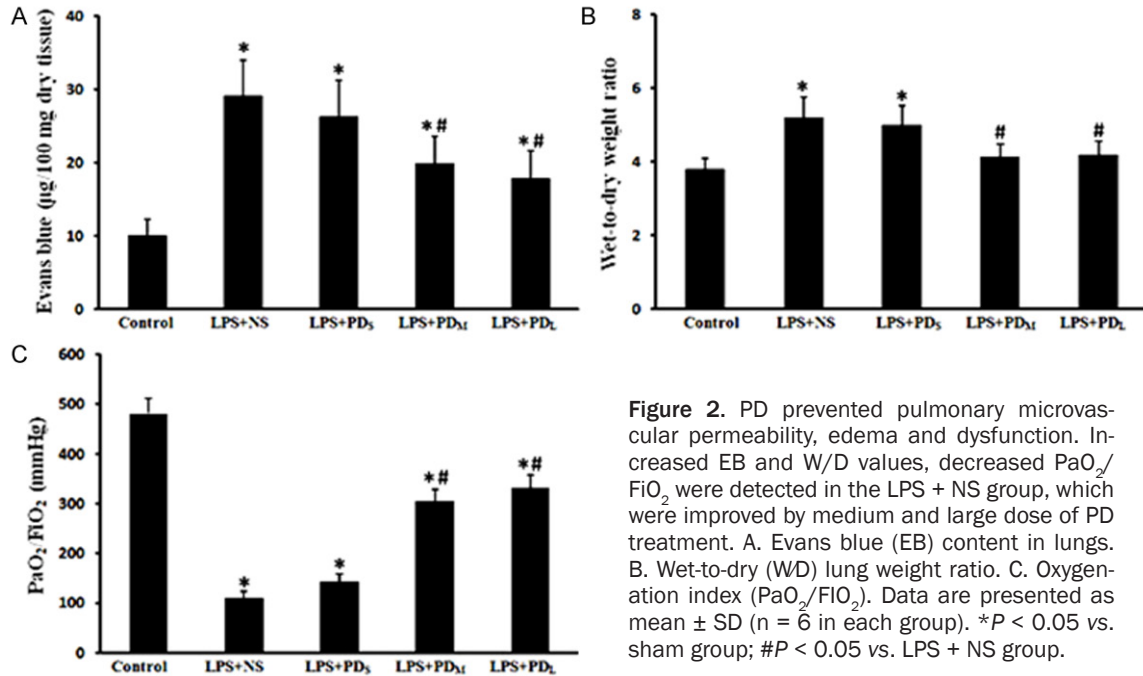 A
Evans blue (µg/100 mg dry tissue)
40
30
20
10
0
*
*
*#
*#
Control LPS+NS LPS+PDS LPS+PDM LPS+PDL
B
Wet-to-dry weight ratio
8
6
4
2
0
*
*
#
#
Control LPS+NS LPS+PDS LPS+PDM LPS+PDL
C
PaO2/FiO2 (mmHg)
600
500
400
300
200
100
0
*
*
*#
*#
Control LPS+NS LPS+PDS LPS+PDM LPS+PDL
Figure 2. PD prevented pulmonary microvas-
cular permeability, edema and dysfunction. In-
creased EB and W/D values, decreased PaO2/
FiO2 were detected in the LPS + NS group, which
were improved by medium and large dose of PD
treatment. A. Evans blue (EB) content in lungs.
B. Wet-to-dry (W/D) lung weight ratio. C. Oxygen-
ation index (PaO2/FIO2). Data are presented as
mean ± SD (n = 6 in each group). *P < 0.05 vs.
sham group; #P < 0.05 vs. LPS + NS group.